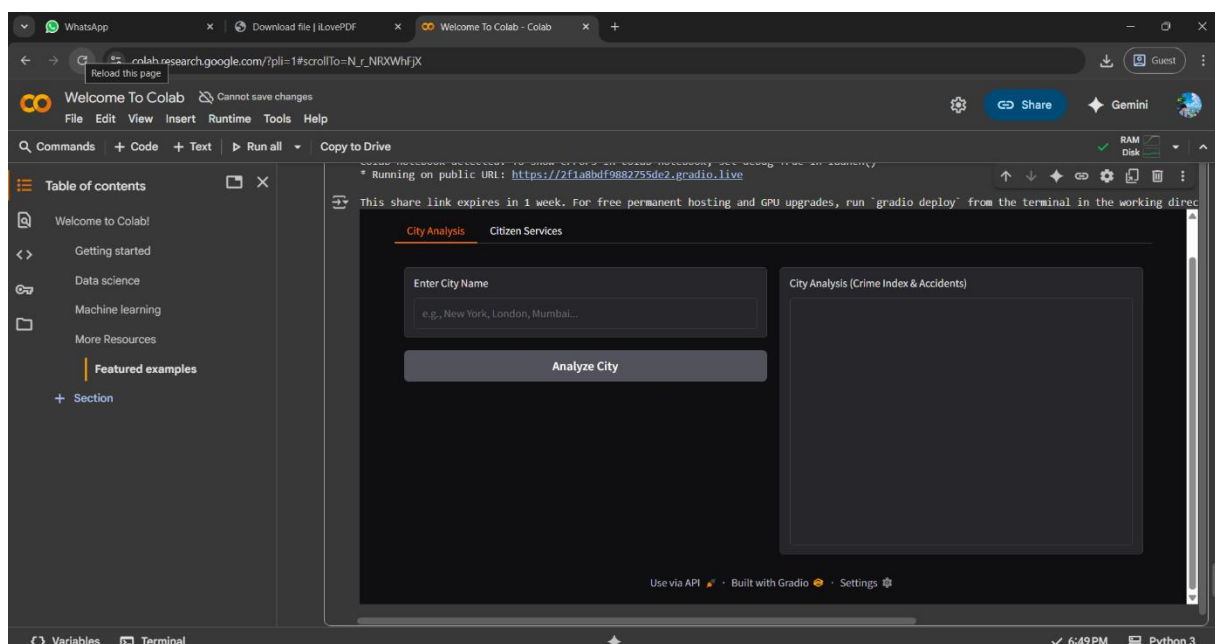 WhatsApp
Download file | iLovePDF
Welcome To Colab - Colab
colab.research.google.com/?pli=1#scrollTo=N_r_NRXWhFjX
Guest
Reload this page
Welcome To Colab Cannot save changes
File Edit View Insert Runtime Tools Help
Share
Gemini
Commands + Code + Text Run all Copy to Drive
RAM
Disk
Table of contents
Welcome to Colab!
Getting started
Data science
Machine learning
More Resources
Featured examples
+ Section
* Running on public URL: https://2f1a8bdf9882755de2.gradio.live
This share link expires in 1 week. For free permanent hosting and GPU upgrades, run `gradio deploy` from the terminal in the working direc
City Analysis Citizen Services
Enter City Name
e.g., New York, London, Mumbai...
Analyze City
City Analysis (Crime Index & Accidents)
Use via API · Built with Gradio · Settings
Variables Terminal
6:49 PM Python 3